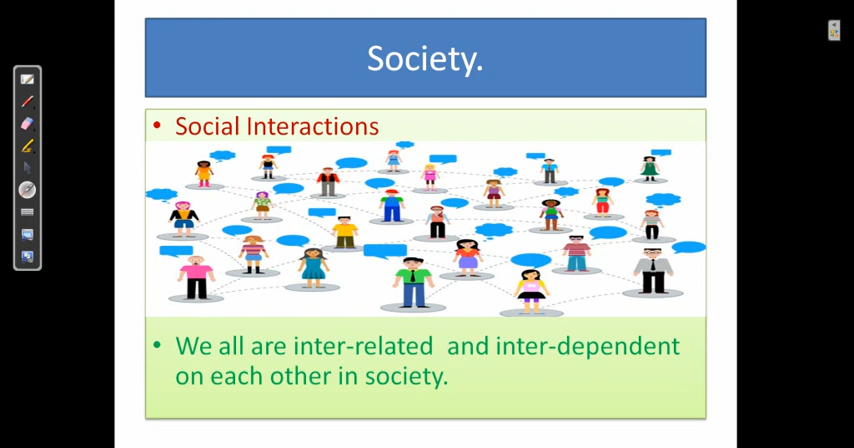 Society.
• Social Interactions
• We all are inter-related and inter-dependent
on each other in society.